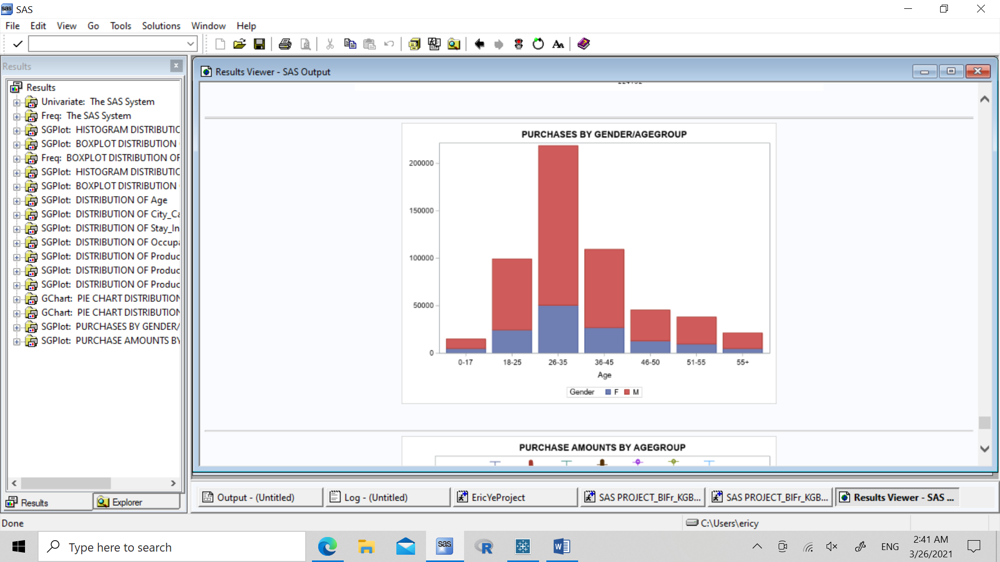 SAS
File Edit View Go Tools Solutions Window Help
Results
Results Viewer - SAS Output
Results
Univariate: The SAS System
Freq: The SAS System
SGPlot: HISTOGRAM DISTRIBUTIC
SGPlot: BOXPLOT DISTRIBUTION
Freq: BOXPLOT DISTRIBUTION OF
SGPlot: HISTOGRAM DISTRIBUTIC
SGPlot: BOXPLOT DISTRIBUTION
SGPlot: DISTRIBUTION OF Age
SGPlot: DISTRIBUTION OF City_Ca
SGPlot: DISTRIBUTION OF Stay_In
SGPlot: DISTRIBUTION OF Occupa
SGPlot: DISTRIBUTION OF Produc
SGPlot: DISTRIBUTION OF Produc
SGPlot: DISTRIBUTION OF Produc
GChart: PIE CHART DISTRIBUTION
GChart: PIE CHART DISTRIBUTION
SGPlot: PURCHASES BY GENDER/
SGPlot: PURCHASE AMOUNTS BY
PURCHASES BY GENDER/AGEGROUP
200000
150000
100000
50000
0
0-17 18-25 26-35 36-45 46-50 51-55 55+
Age
Gender F M
PURCHASE AMOUNTS BY AGEGROUP
Results Explorer
Output - (Untitled) Log - (Untitled) EricYeProject SAS PROJECT_BIFr_KGB... SAS PROJECT_BIFr_KGB... Results Viewer - SAS ...
Done C:\Users\ericy
Type here to search
sas
ENG
2:41 AM
3/26/2021